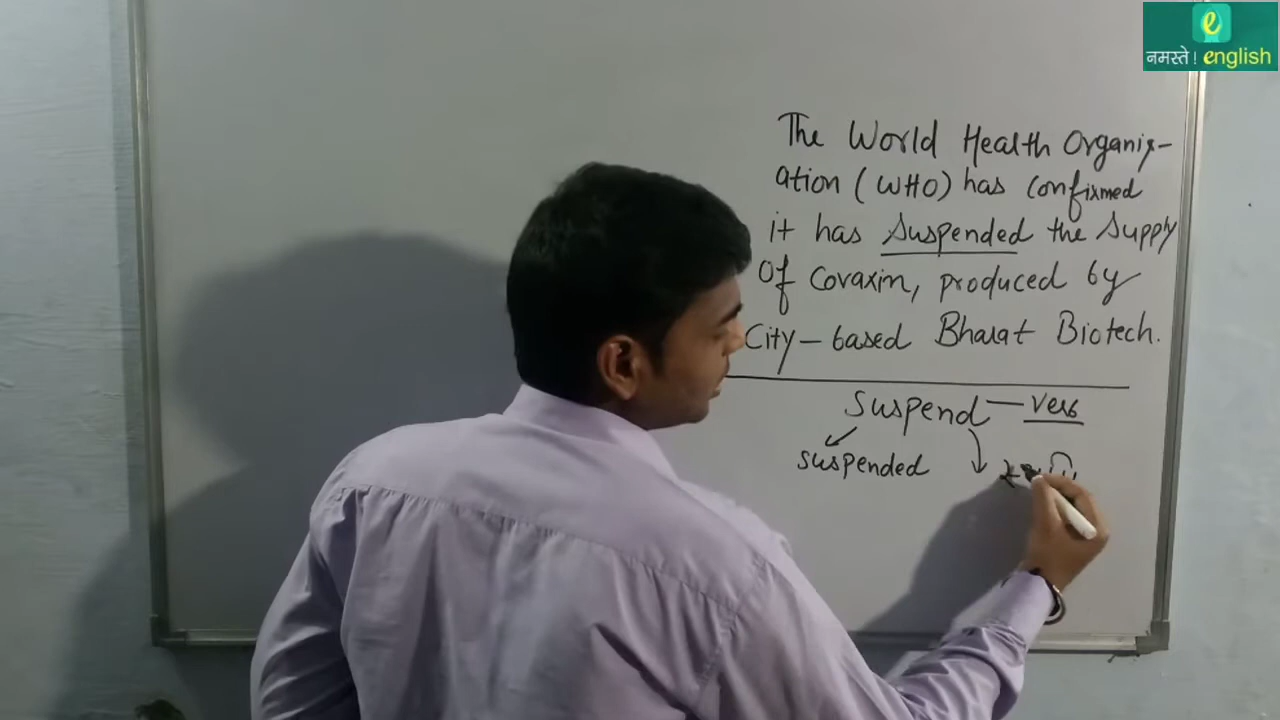 e
नमस्ते ! english
The World Health Organiz-
ation (WHO) has confirmed
it has suspended the supply
Of Covaxin, produced by
City-based Bharat Biotech.
Suspend — Verb
suspended